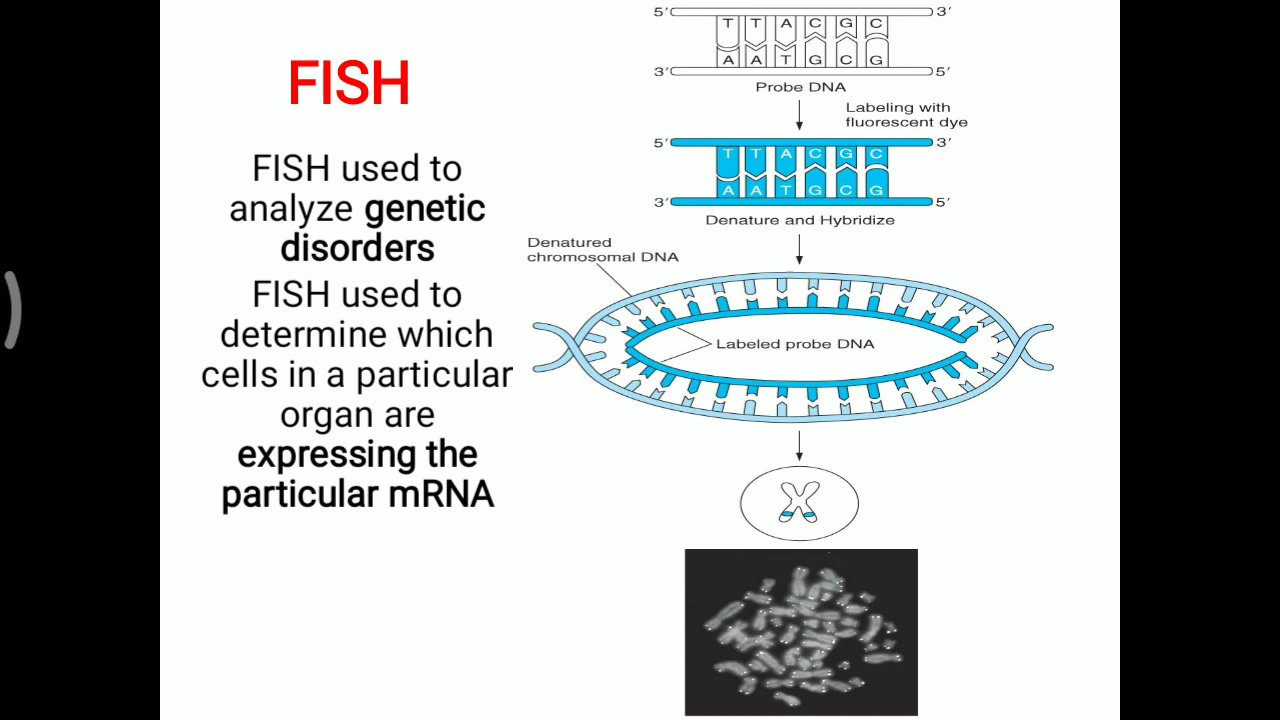 FISH
FISH used to
analyze genetic
disorders
FISH used to
determine which
cells in a particular
organ are
expressing the
particular mRNA
5′ 3′
T T A C G C
A A T G C G
3′ 5′
Probe DNA
Labeling with
fluorescent dye
5′ 3′
T T A C G C
A A T G C G
3′ 5′
Denature and Hybridize
Denatured
chromosomal DNA
Labeled probe DNA